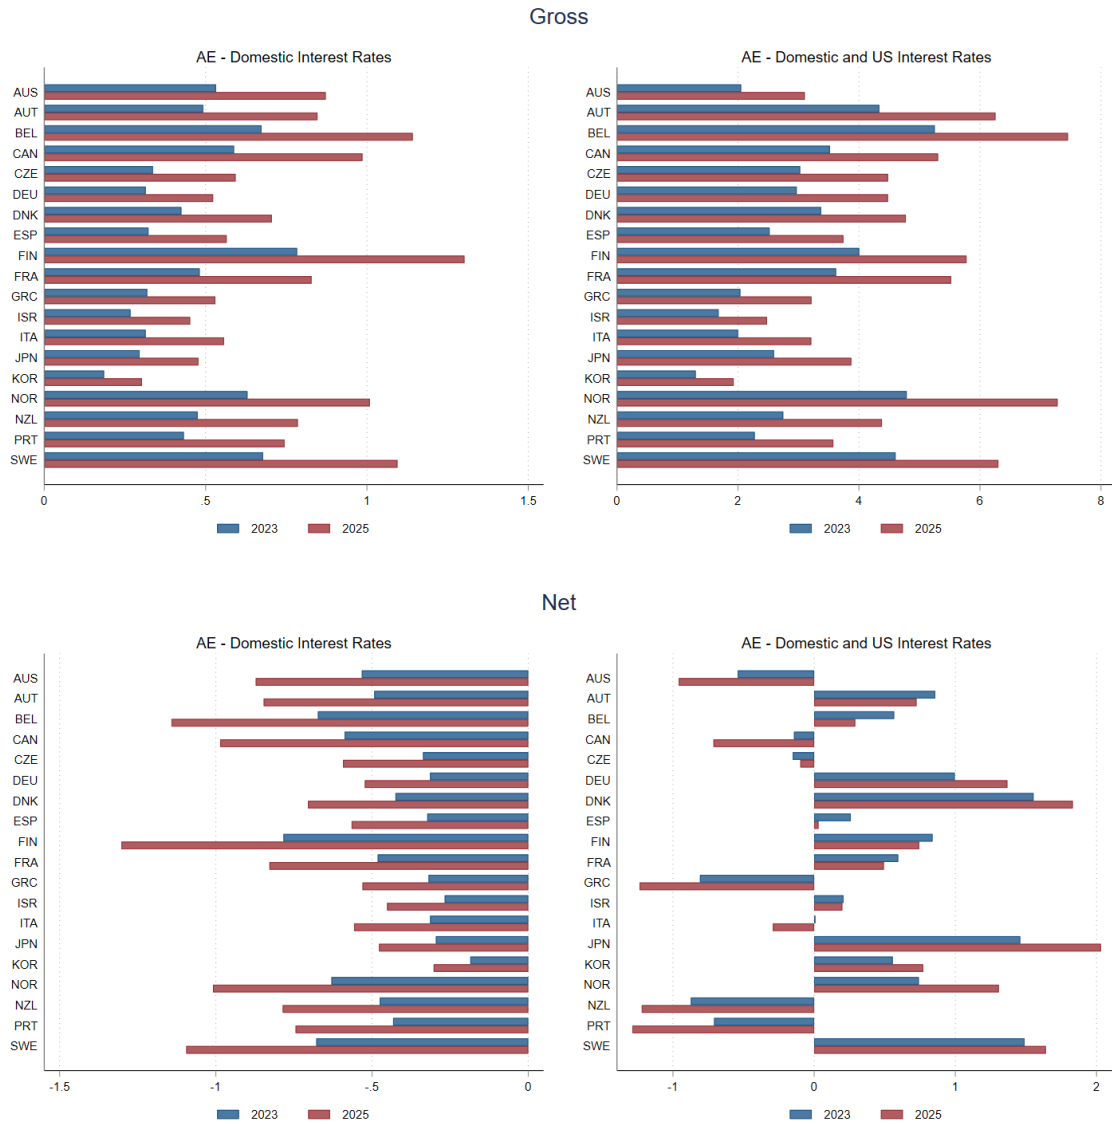 Gross
AE - Domestic Interest Rates
AUS
AUT
BEL
CAN
CZE
DEU
DNK
ESP
FIN
FRA
GRC
ISR
ITA
JPN
KOR
NOR
NZL
PRT
SWE
0 .5 1 1.5
2023 2025
AE - Domestic and US Interest Rates
AUS
AUT
BEL
CAN
CZE
DEU
DNK
ESP
FIN
FRA
GRC
ISR
ITA
JPN
KOR
NOR
NZL
PRT
SWE
0 2 4 6 8
2023 2025
Net
AE - Domestic Interest Rates
AUS
AUT
BEL
CAN
CZE
DEU
DNK
ESP
FIN
FRA
GRC
ISR
ITA
JPN
KOR
NOR
NZL
PRT
SWE
-1.5 -1 -.5 0
2023 2025
AE - Domestic and US Interest Rates
AUS
AUT
BEL
CAN
CZE
DEU
DNK
ESP
FIN
FRA
GRC
ISR
ITA
JPN
KOR
NOR
NZL
PRT
SWE
-1 0 1 2
2023 2025